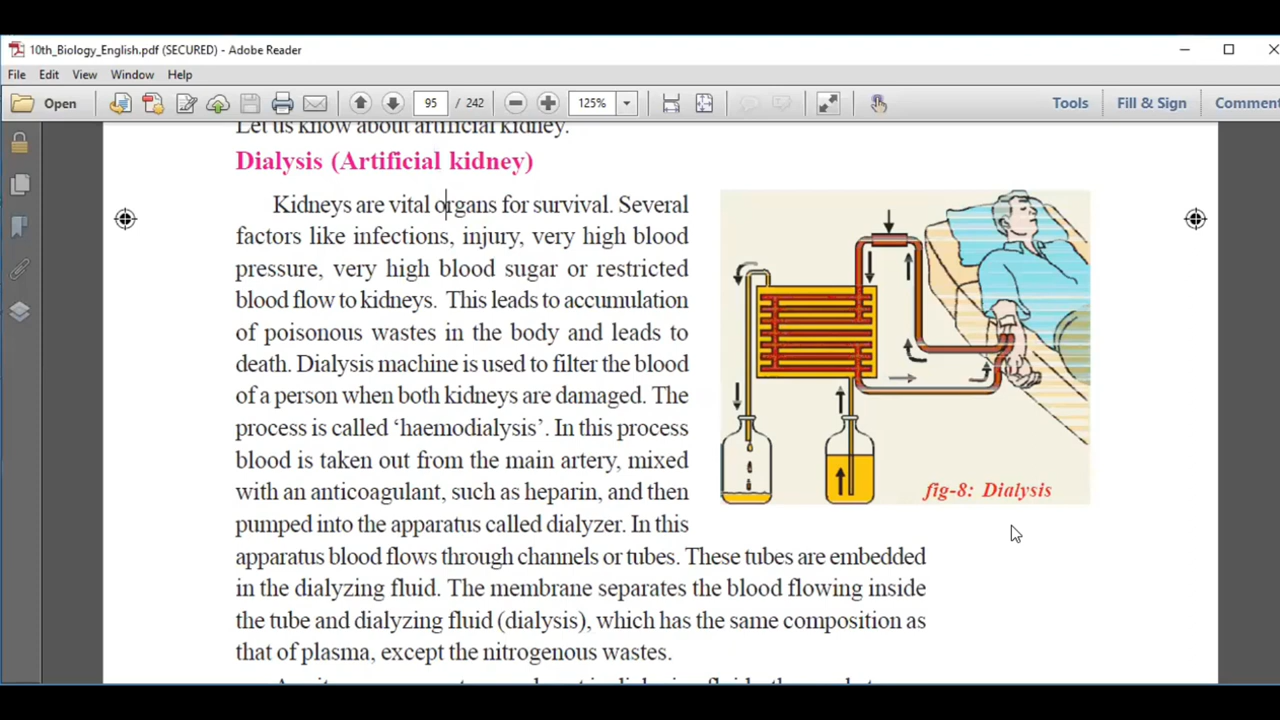 10th_Biology_English.pdf (SECURED) - Adobe Reader
File Edit View Window Help
Open 95 / 242 125% Tools Fill & Sign Comment
Let us know about artificial kidney.
Dialysis (Artificial kidney)
Kidneys are vital organs for survival. Several
factors like infections, injury, very high blood
pressure, very high blood sugar or restricted
blood flow to kidneys. This leads to accumulation
of poisonous wastes in the body and leads to
death. Dialysis machine is used to filter the blood
of a person when both kidneys are damaged. The
process is called ‘haemodialysis’. In this process
blood is taken out from the main artery, mixed
with an anticoagulant, such as heparin, and then
pumped into the apparatus called dialyzer. In this
apparatus blood flows through channels or tubes. These tubes are embedded
in the dialyzing fluid. The membrane separates the blood flowing inside
the tube and dialyzing fluid (dialysis), which has the same composition as
that of plasma, except the nitrogenous wastes.
fig-8: Dialysis